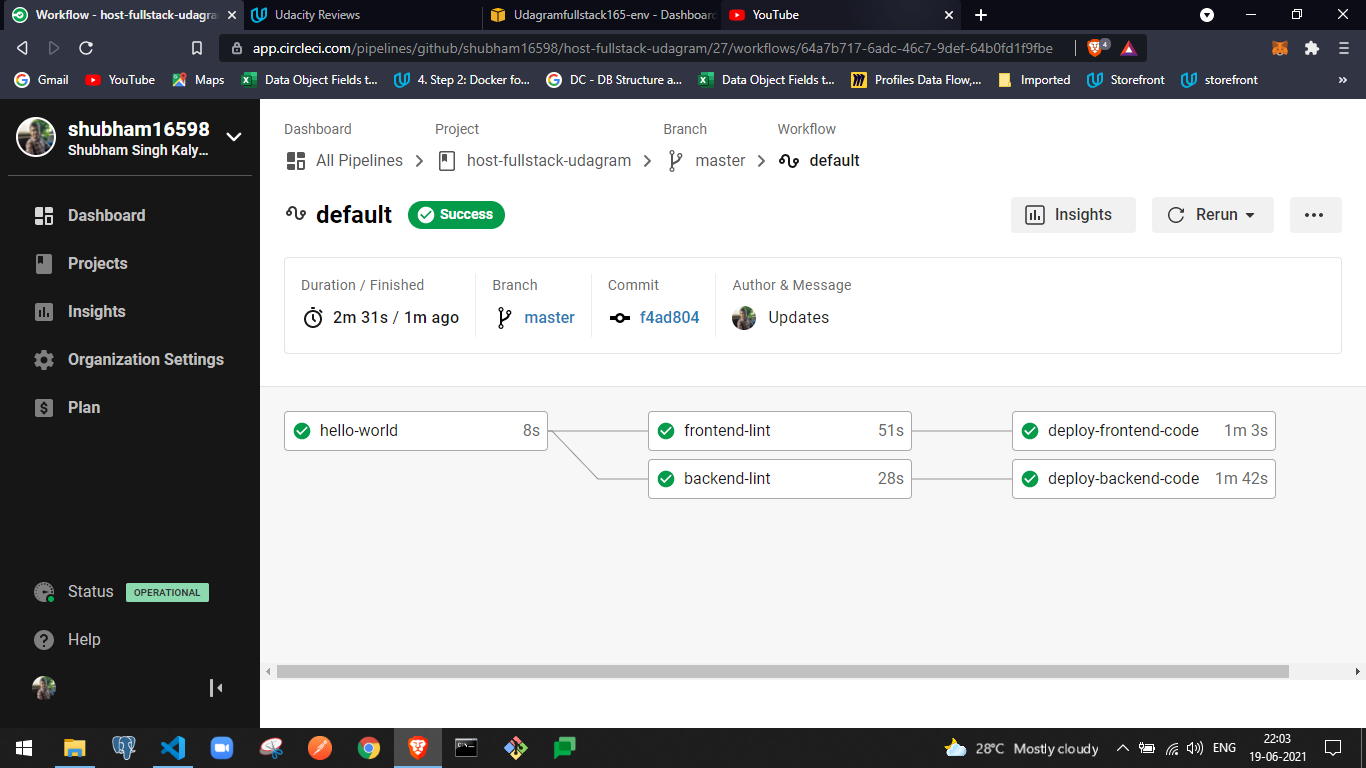 Workflow - host-fullstack-udagra
Udacity Reviews
Udagramfullstack165-env - Dashboard
YouTube
app.circleci.com/pipelines/github/shubham16598/host-fullstack-udagram/27/workflows/64a7b717-6adc-46c7-9def-64b0fd1f9fbe
4
Gmail
YouTube
Maps
Data Object Fields t...
4. Step 2: Docker fo...
DC - DB Structure a...
Data Object Fields t...
Profiles Data Flow,...
Imported
Storefront
storefront
»
shubham16598
Shubham Singh Kaly...
Dashboard
Projects
Insights
Organization Settings
Plan
Status OPERATIONAL
Help
Dashboard Project Branch Workflow
All Pipelines host-fullstack-udagram master default
default Success
Insights Rerun
Duration / Finished Branch Commit Author & Message
2m 31s / 1m ago master f4ad804 Updates
hello-world 8s
frontend-lint 51s
deploy-frontend-code 1m 3s
backend-lint 28s
deploy-backend-code 1m 42s
28°C Mostly cloudy
ENG
22:03
19-06-2021